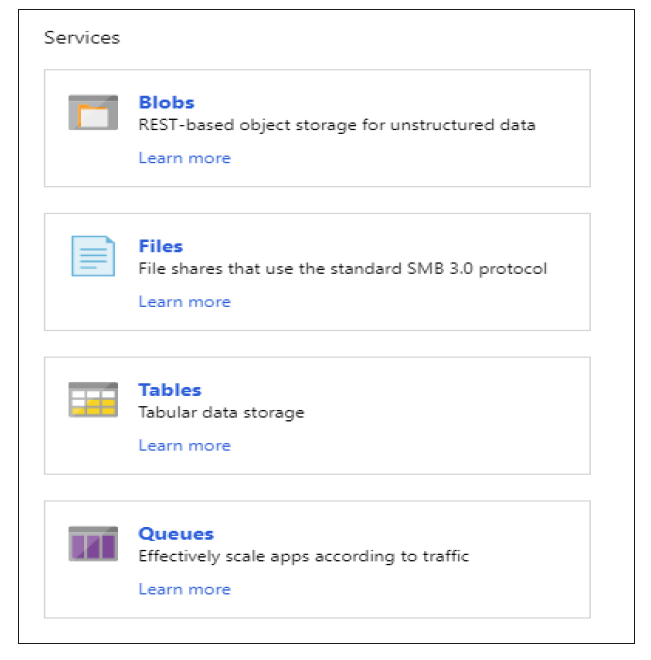 Services
Blobs
REST-based object storage for unstructured data
Learn more
Files
File shares that use the standard SMB 3.0 protocol
Learn more
Tables
Tabular data storage
Learn more
Queues
Effectively scale apps according to traffic
Learn more